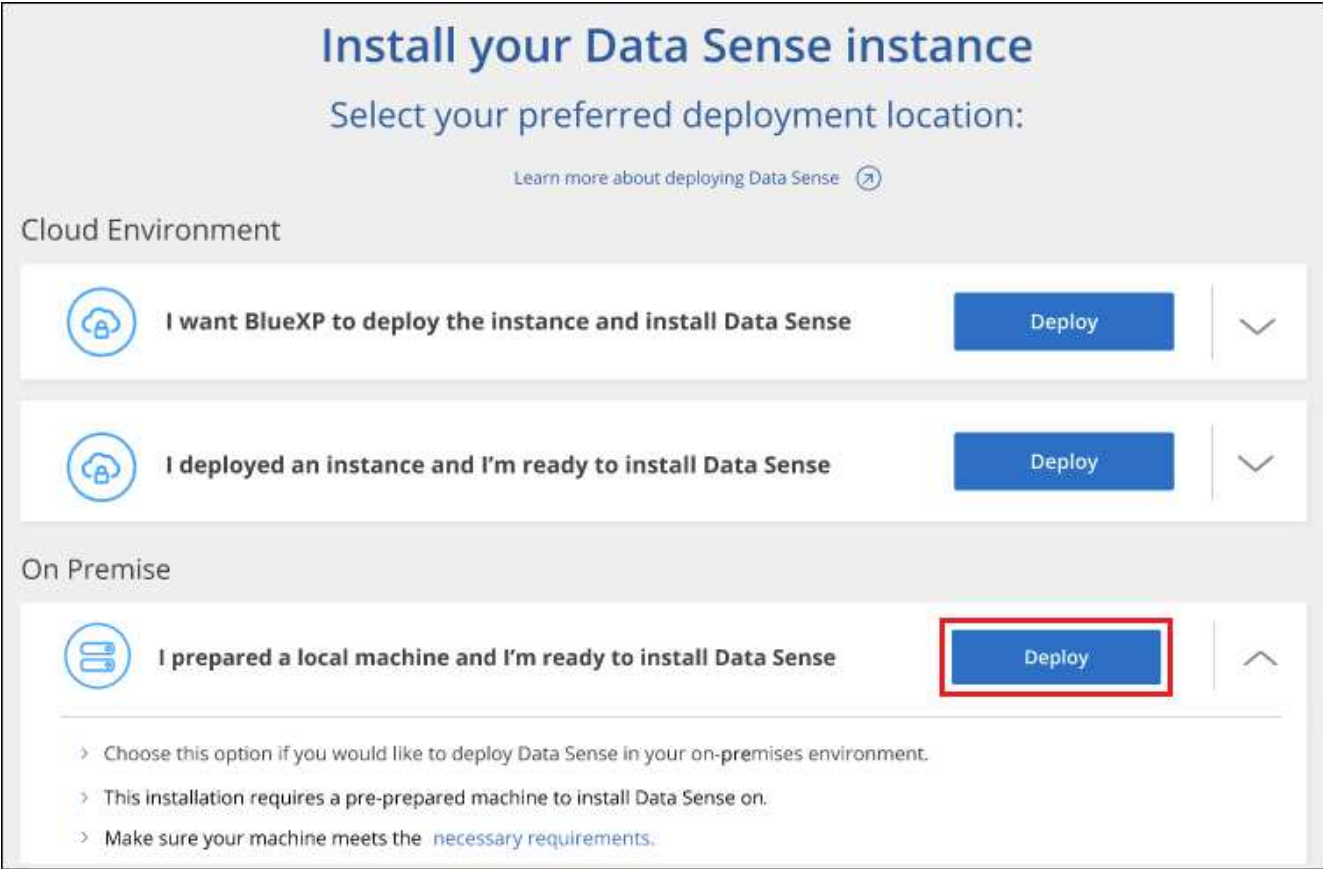 Install your Data Sense instance
Select your preferred deployment location:
Learn more about deploying Data Sense
Cloud Environment
I want BlueXP to deploy the instance and install Data Sense
Deploy
I deployed an instance and I'm ready to install Data Sense
Deploy
On Premise
I prepared a local machine and I'm ready to install Data Sense
Deploy
Choose this option if you would like to deploy Data Sense in your on-premises environment.
This installation requires a pre-prepared machine to install Data Sense on.
Make sure your machine meets the necessary requirements.